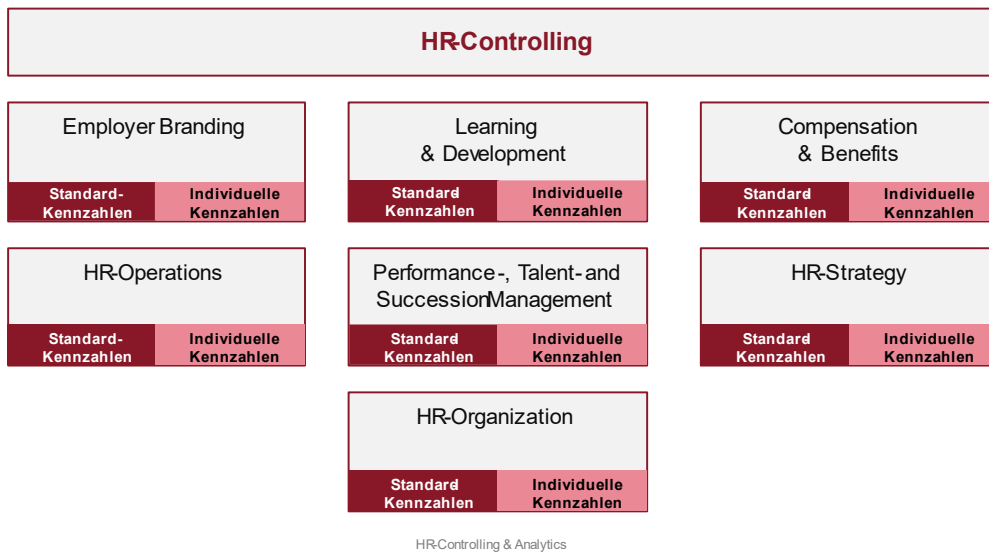 HR-Controlling
Employer Branding
Standard-
Kennzahlen
Individuelle
Kennzahlen
Learning
& Development
Standard-
Kennzahlen
Individuelle
Kennzahlen
Compensation
& Benefits
Standard-
Kennzahlen
Individuelle
Kennzahlen
HR-Operations
Standard-
Kennzahlen
Individuelle
Kennzahlen
Performance-, Talent- and
Succession Management
Standard-
Kennzahlen
Individuelle
Kennzahlen
HR-Strategy
Standard-
Kennzahlen
Individuelle
Kennzahlen
HR-Organization
Standard-
Kennzahlen
Individuelle
Kennzahlen
HR-Controlling & Analytics